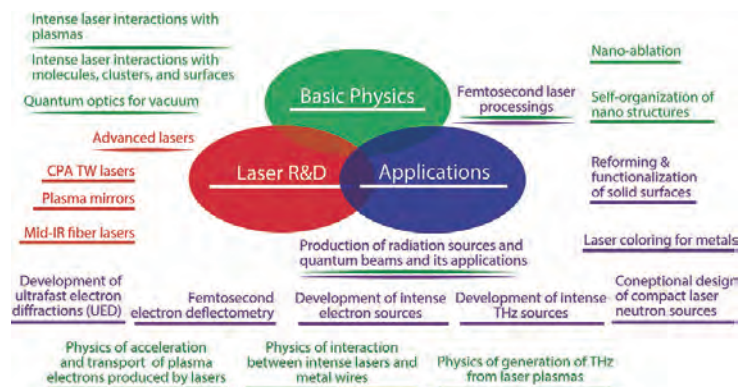 Intense laser interactions with
plasmas
Intense laser interactions with
molecules, clusters, and surfaces
Quantum optics for vacuum
Advanced lasers
CPA TW lasers
Plasma mirrors
Mid-IR fiber lasers
Basic Physics
Laser R&D
Applications
Femtosecond laser
processings
Nano-ablation
Self-organization of
nano structures
Reforming &
functionalization
of solid surfaces
Laser coloring for metals
Production of radiation sources and
quantum beams and its applications
Development of
ultrafast electron
diffractions (UED)
Femtosecond
electron deflectometry
Development of intense
electron sources
Development of intense
THz sources
Coneptional design
of compact laser
neutron sources
Physics of acceleration
and transport of plasma
electrons produced by lasers
Physics of interaction
between intense lasers and
metal wires
Physics of generation of THz
from laser plasmas